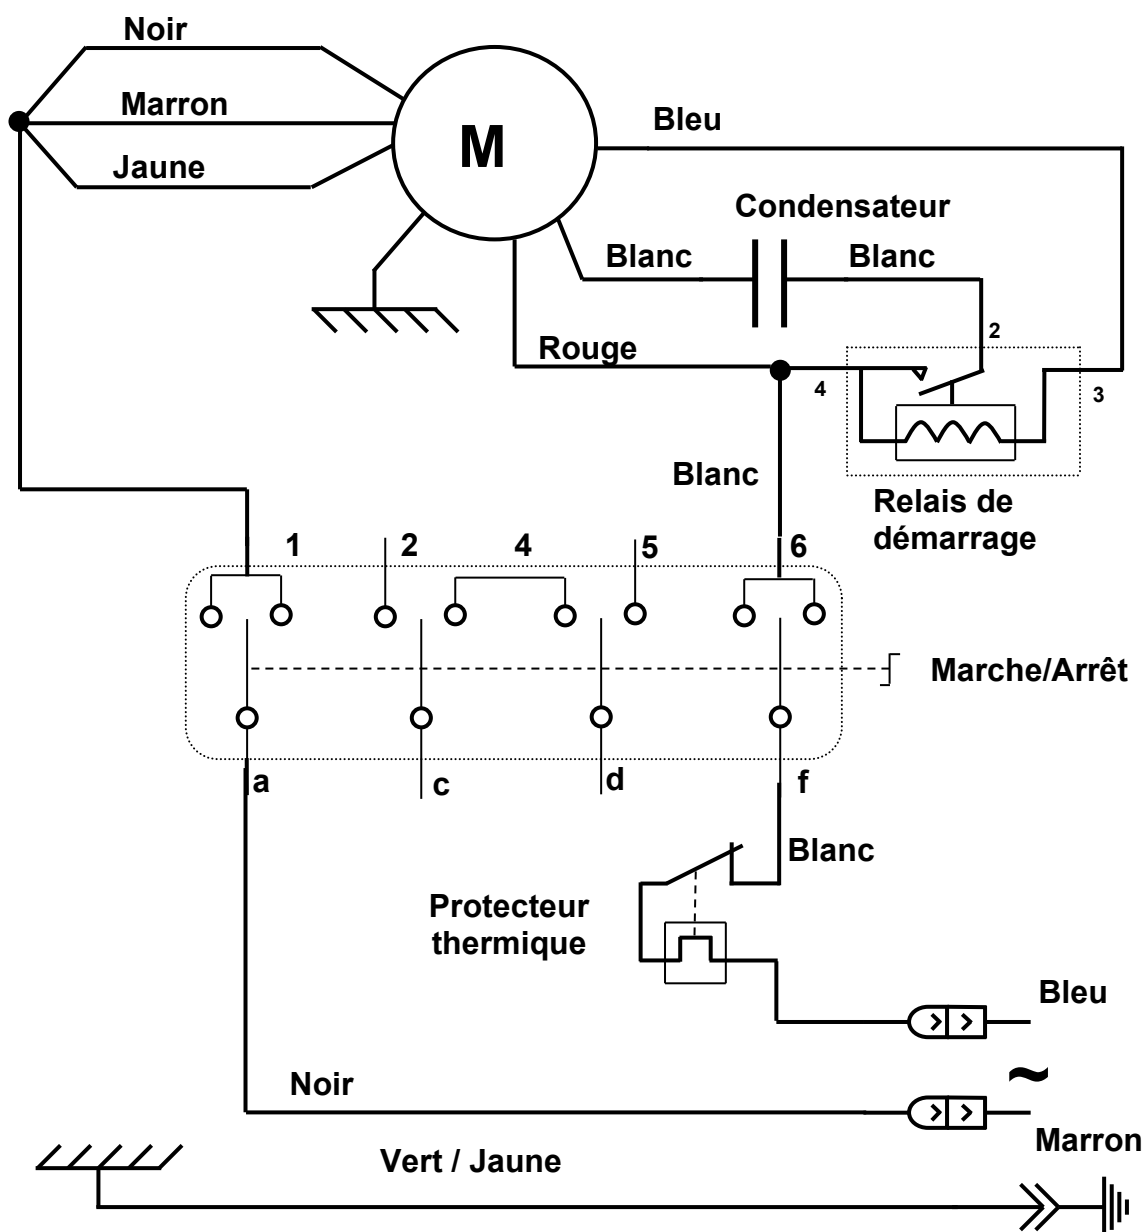 Noir
Marron
Jaune
M
Bleu
Condensateur
Blanc
Blanc
Rouge
2
4
3
Blanc
Relais de
démarrage
1
2
4
5
6
Marche/Arrêt
a
c
d
f
Blanc
Protecteur
thermique
Bleu
~
Noir
Marron
Vert / Jaune